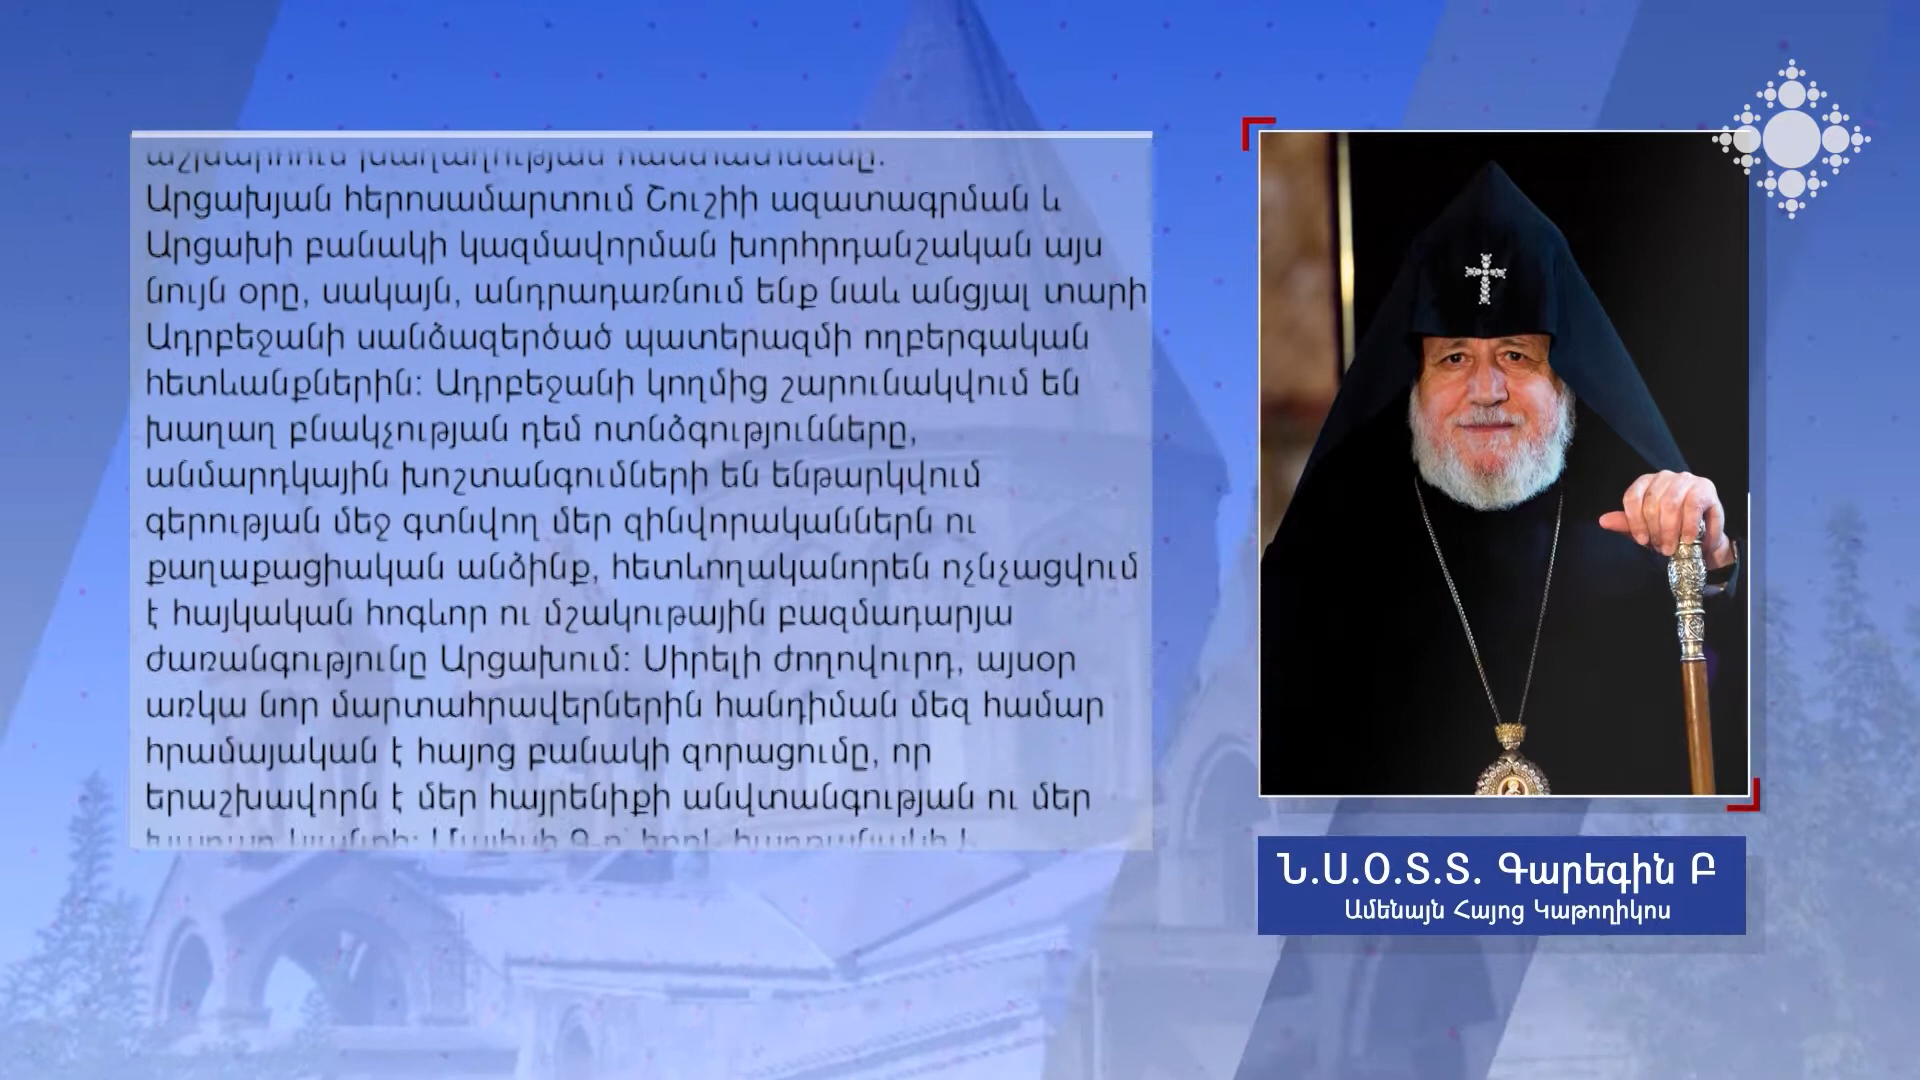 աշխարհում խաղաղության հաստատմանը.
Արցախյան հերոսամարտում Շուշիի ազատագրման և
Արցախի բանակի կազմավորման խորհրդանշական այս
նույն օրը, սակայն, անդրադառնում ենք նաև անցյալ տարի
Ադրբեջանի սանձազերծած պատերազմի ողբերգական
հետևանքներին: Ադրբեջանի կողմից շարունակվում են
խաղաղ բնակչության դեմ ոտնձգությունները,
անմարդկային խոշտանգումների են ենթարկվում
գերության մեջ գտնվող մեր զինվորականներն ու
քաղաքացիական անձինք, հետևողականորեն ոչնչացվում
է հայկական հոգևոր ու մշակութային բազմադարյա
ժառանգությունը Արցախում: Սիրելի ժողովուրդ, այսօր
առկա նոր մարտահրավերներին հանդիման մեզ համար
հրամայական է հայոց բանակի զորացումը, որ
երաշխավորն է մեր հայրենիքի անվտանգության ու մեր
Ն.Ս.Օ.Տ.Տ. Գարեգին Բ
Ամենայն Հայոց Կաթողիկոս